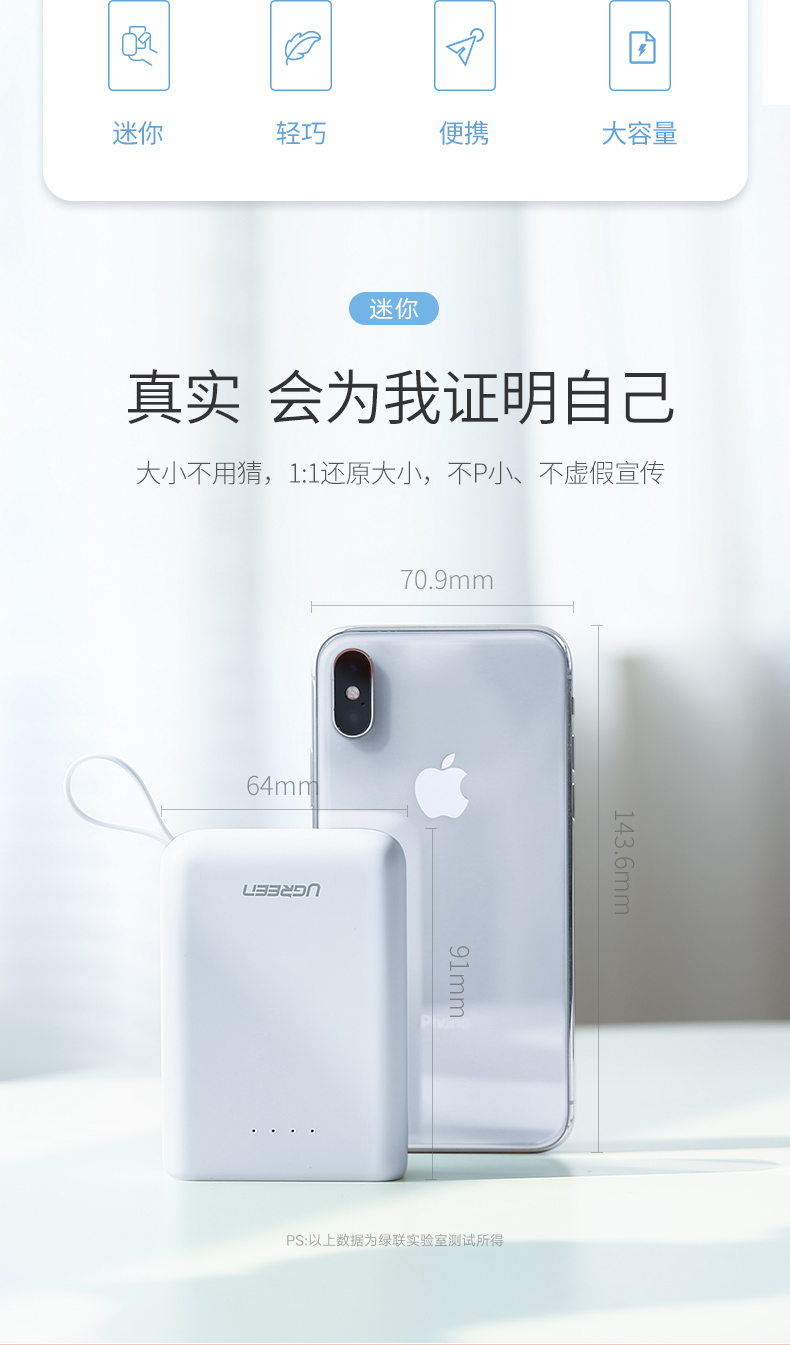 迷你 轻巧 便携 大容量
迷你
真实 会为我证明自己
大小不用猜，1:1还原大小，不P小、不虚假宣传
70.9mm
64mm
143.6mm
UGREEN
91mm
iPhone
PS:以上数据为绿联实验室测试所得